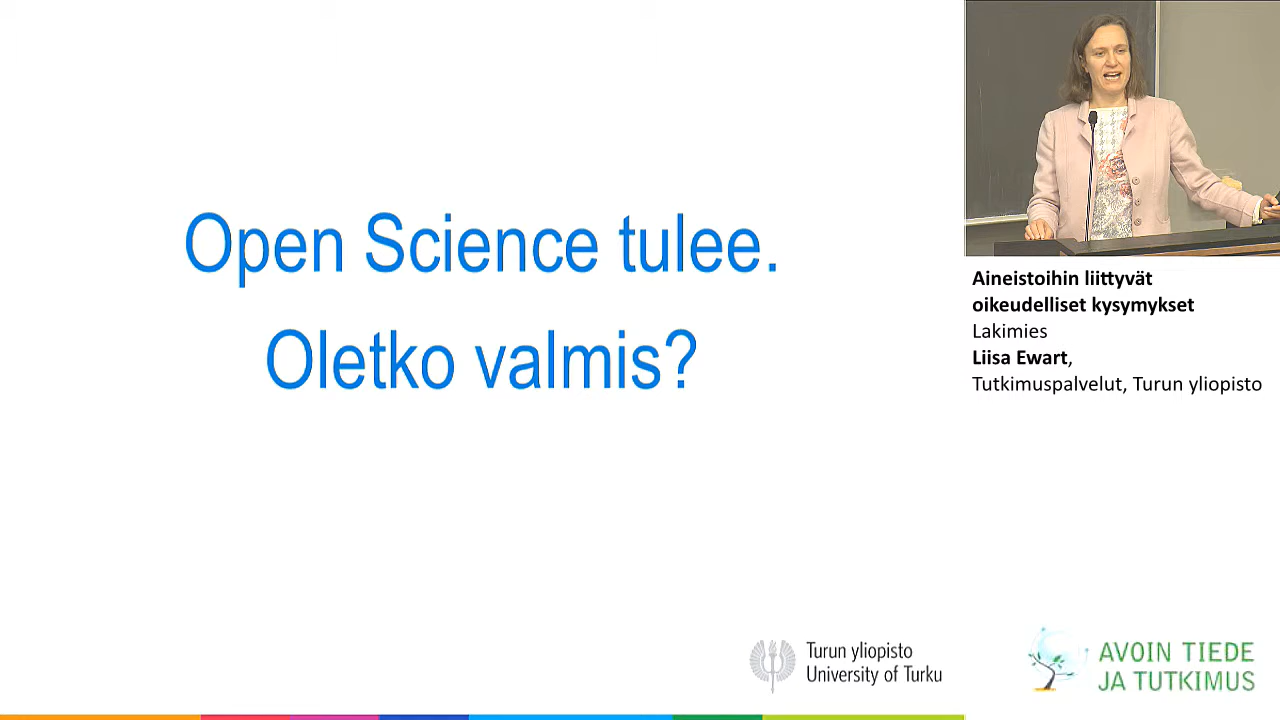 Open Science tulee.
Oletko valmis?
Aineistoihin liittyvät
oikeudelliset kysymykset
Lakimies
Liisa Ewart,
Tutkimuspalvelut, Turun yliopisto
Turun yliopisto
University of Turku
AVOIN TIEDE
JA TUTKIMUS